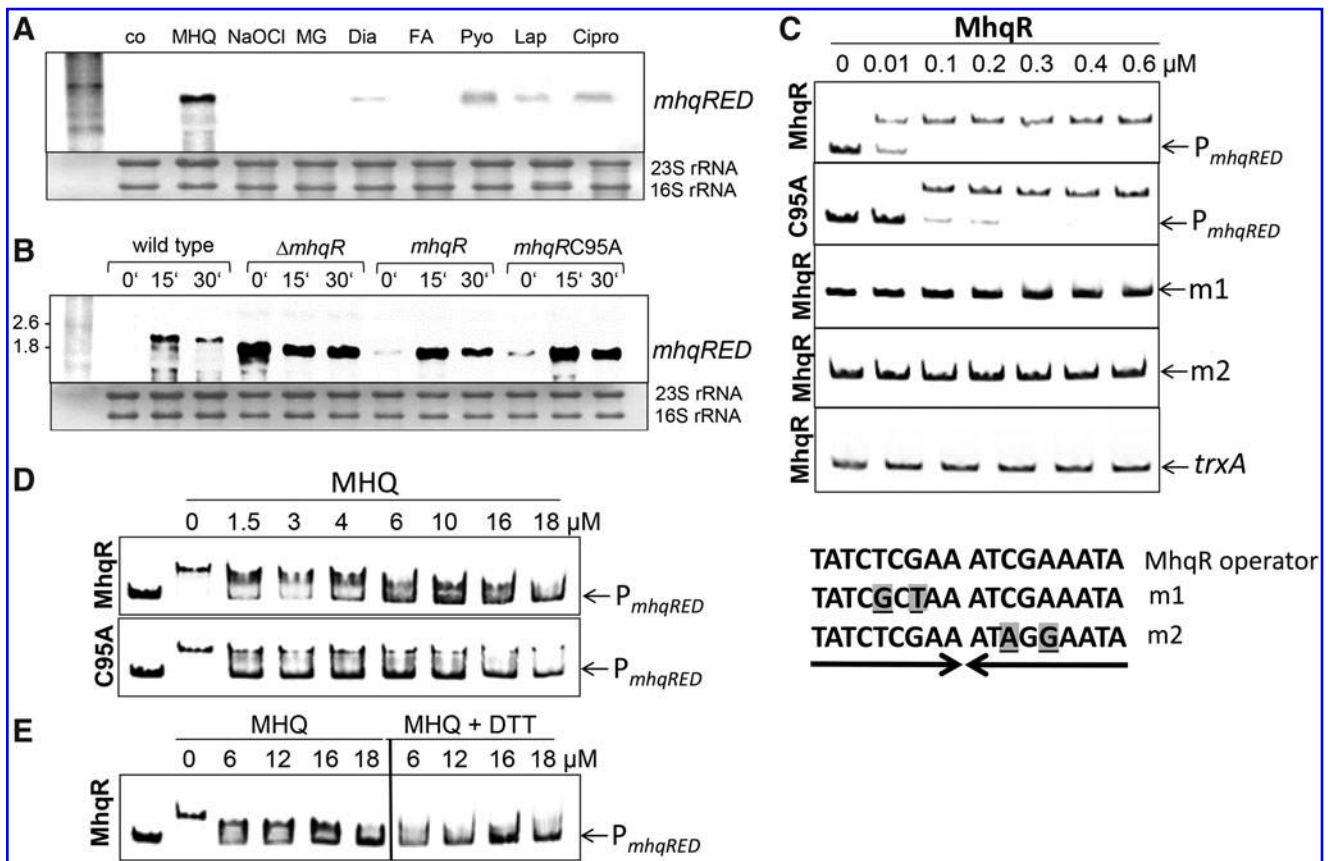 A
co MHQ NaOCl MG Dia FA Pyo Lap Cipro
mhqRED
23S rRNA
16S rRNA
B
wild type ΔmhqR mhqR mhqRC95A
0‘ 15‘ 30‘ 0‘ 15‘ 30‘ 0‘ 15‘ 30‘ 0‘ 15‘ 30‘
2.6 -
1.8 -
mhqRED
23S rRNA
16S rRNA
C
MhqR
0 0.01 0.1 0.2 0.3 0.4 0.6 μM
MhqR
PmhqRED
C95A
PmhqRED
MhqR
m1
MhqR
m2
MhqR
trxA
TATCTCGAA ATCGAAATA MhqR operator
TATCGCTAA ATCGAAATA m1
TATCTCGAA ATAGGAATA m2
D
MHQ
0 1.5 3 4 6 10 16 18 μM
MhqR
PmhqRED
C95A
PmhqRED
E
MHQ MHQ + DTT
0 6 12 16 18 6 12 16 18 μM
MhqR
PmhqRED